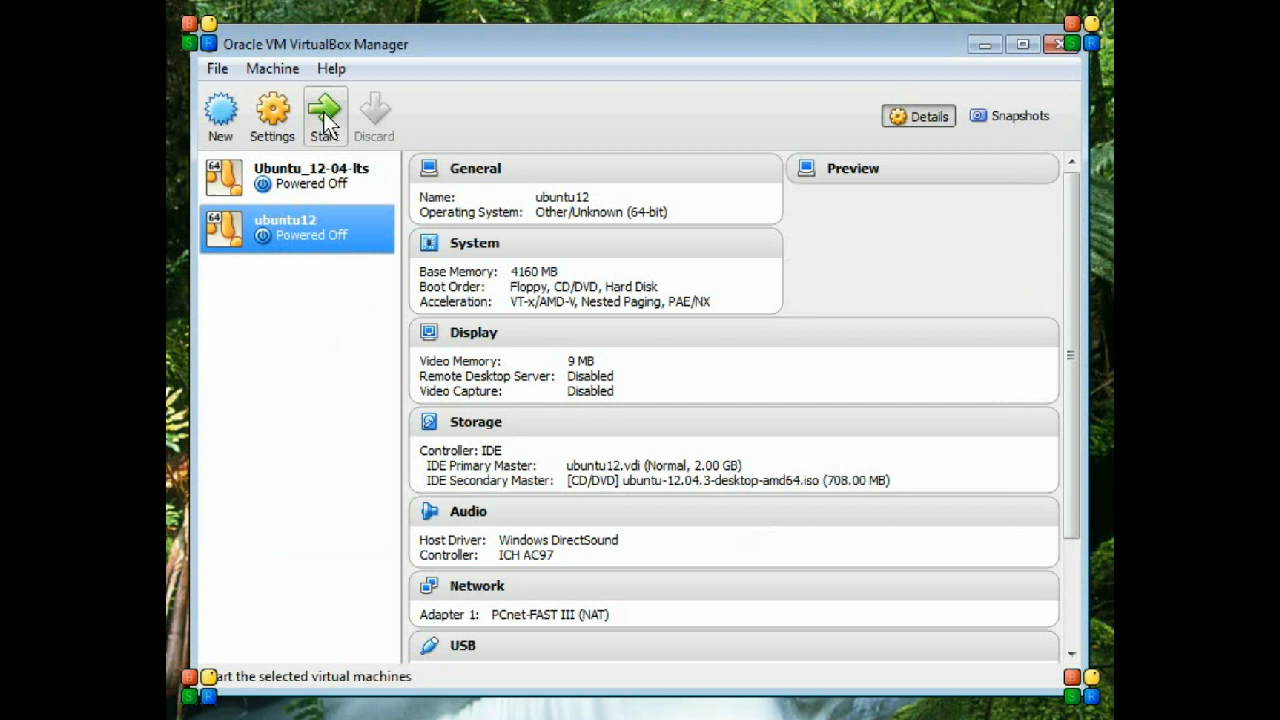 Oracle VM VirtualBox Manager
File Machine Help
New Settings Start Discard
Details Snapshots
64 Ubuntu_12-04-lts
Powered Off
64 ubuntu12
Powered Off
General
Name: ubuntu12
Operating System: Other/Unknown (64-bit)
Preview
System
Base Memory: 4160 MB
Boot Order: Floppy, CD/DVD, Hard Disk
Acceleration: VT-x/AMD-V, Nested Paging, PAE/NX
Display
Video Memory: 9 MB
Remote Desktop Server: Disabled
Video Capture: Disabled
Storage
Controller: IDE
IDE Primary Master: ubuntu12.vdi (Normal, 2.00 GB)
IDE Secondary Master: [CD/DVD] ubuntu-12.04.3-desktop-amd64.iso (708.00 MB)
Audio
Host Driver: Windows DirectSound
Controller: ICH AC97
Network
Adapter 1: PCnet-FAST III (NAT)
USB
art the selected virtual machines